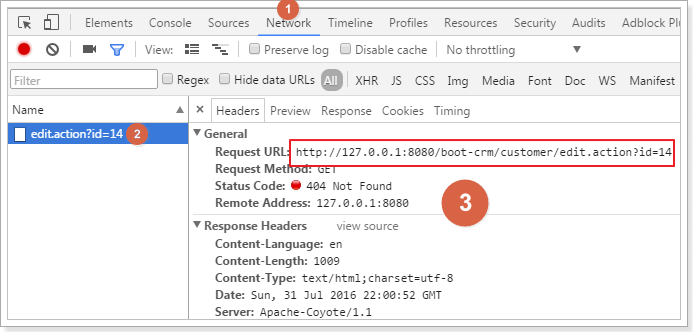 1
Elements Console Sources Network Timeline Profiles Resources Security Audits Adblock Plu
View: Preserve log Disable cache No throttling
Filter Regex Hide data URLs All XHR JS CSS Img Media Font Doc WS Manifest
Name × Headers Preview Response Cookies Timing
edit.action?id=14 2
General
Request URL: http://127.0.0.1:8080/boot-crm/customer/edit.action?id=14
Request Method: GET
Status Code: 404 Not Found
Remote Address: 127.0.0.1:8080
3
Response Headers view source
Content-Language: en
Content-Length: 1009
Content-Type: text/html;charset=utf-8
Date: Sun, 31 Jul 2016 22:00:52 GMT
Server: Apache-Coyote/1.1